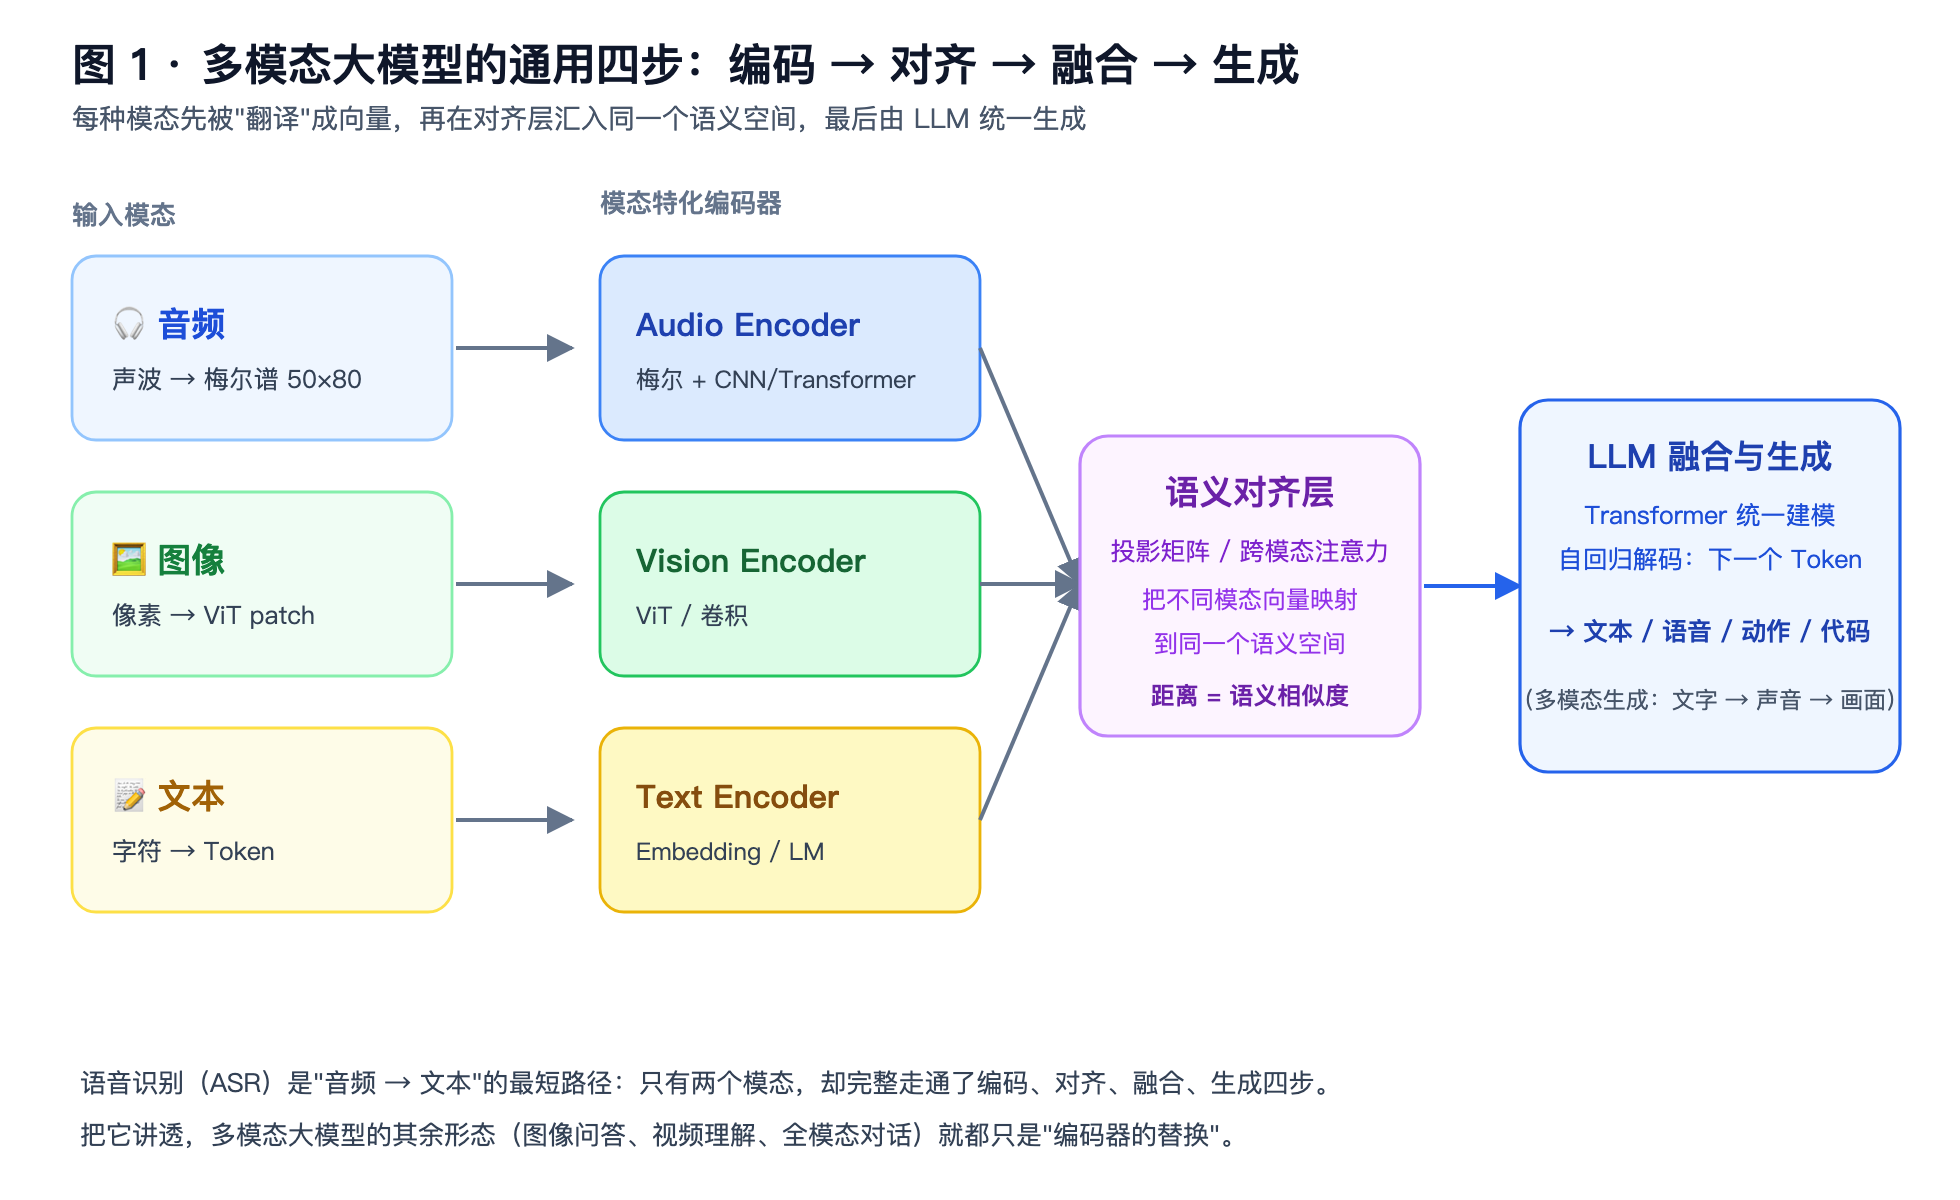 图 1 · 多模态大模型的通用四步：编码 → 对齐 → 融合 → 生成
每种模态先被"翻译"成向量，再在对齐层汇入同一个语义空间，最后由 LLM 统一生成
输入模态
模态特化编码器
音频
声波 → 梅尔谱 50×80
Audio Encoder
梅尔 + CNN/Transformer
图像
像素 → ViT patch
Vision Encoder
ViT / 卷积
文本
字符 → Token
Text Encoder
Embedding / LM
语义对齐层
投影矩阵 / 跨模态注意力
把不同模态向量映射
到同一个语义空间
距离 = 语义相似度
LLM 融合与生成
Transformer 统一建模
自回归解码：下一个 Token
→ 文本 / 语音 / 动作 / 代码
(多模态生成：文字 → 声音 → 画面)
语音识别（ASR）是"音频 → 文本"的最短路径：只有两个模态，却完整走通了编码、对齐、融合、生成四步。
把它讲透，多模态大模型的其余形态（图像问答、视频理解、全模态对话）就都只是"编码器的替换"。